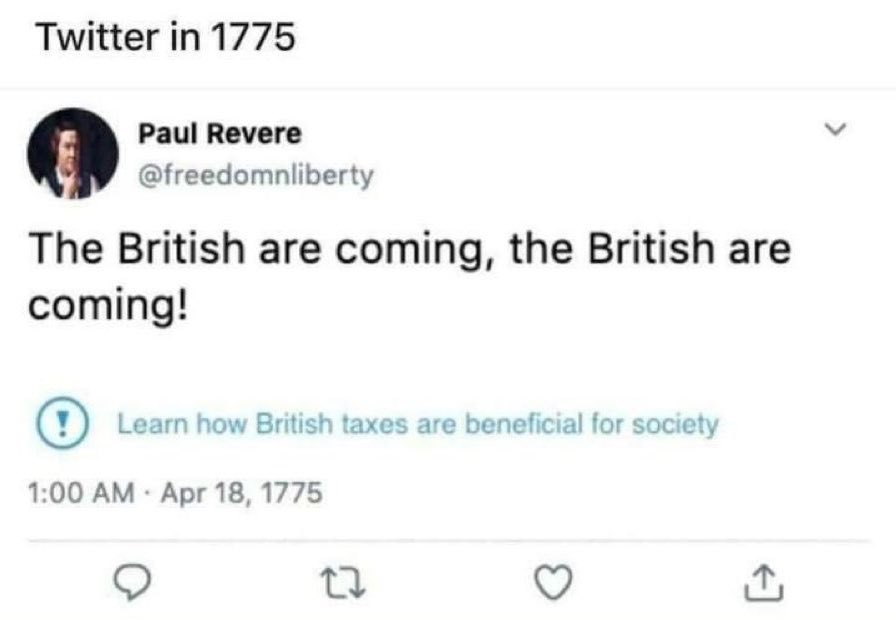 Twitter in 1775
Paul Revere
@freedomnliberty
The British are coming, the British are
coming!
Learn how British taxes are beneficial for society
1:00 AM · Apr 18, 1775